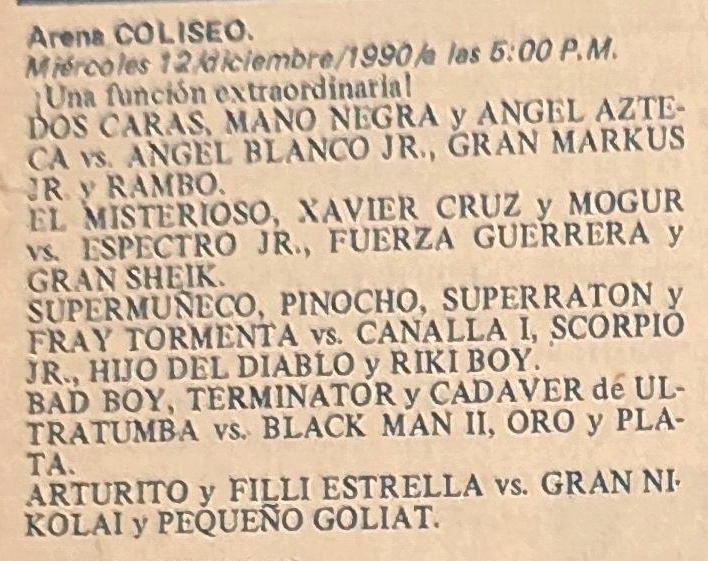 Arena COLISEO.
Miércoles 12/diciembre/1990/a las 5:00 P.M.
¡Una función extraordinaria!
DOS CARAS, MANO NEGRA y ANGEL AZTE-
CA vs. ANGEL BLANCO JR., GRAN MARKUS
JR. y RAMBO.
EL MISTERIOSO, XAVIER CRUZ y MOGUR
vs. ESPECTRO JR., FUERZA GUERRERA y
GRAN SHEIK.
SUPERMUÑECO, PINOCHO, SUPERRATON y
FRAY TORMENTA vs. CANALLA I, SCORPIO
JR., HIJO DEL DIABLO y RIKI BOY.
BAD BOY, TERMINATOR y CADAVER de UL-
TRATUMBA vs. BLACK MAN II, ORO y PLA-
TA.
ARTURITO y FILLI ESTRELLA vs. GRAN NI-
KOLAI y PEQUEÑO GOLIAT.